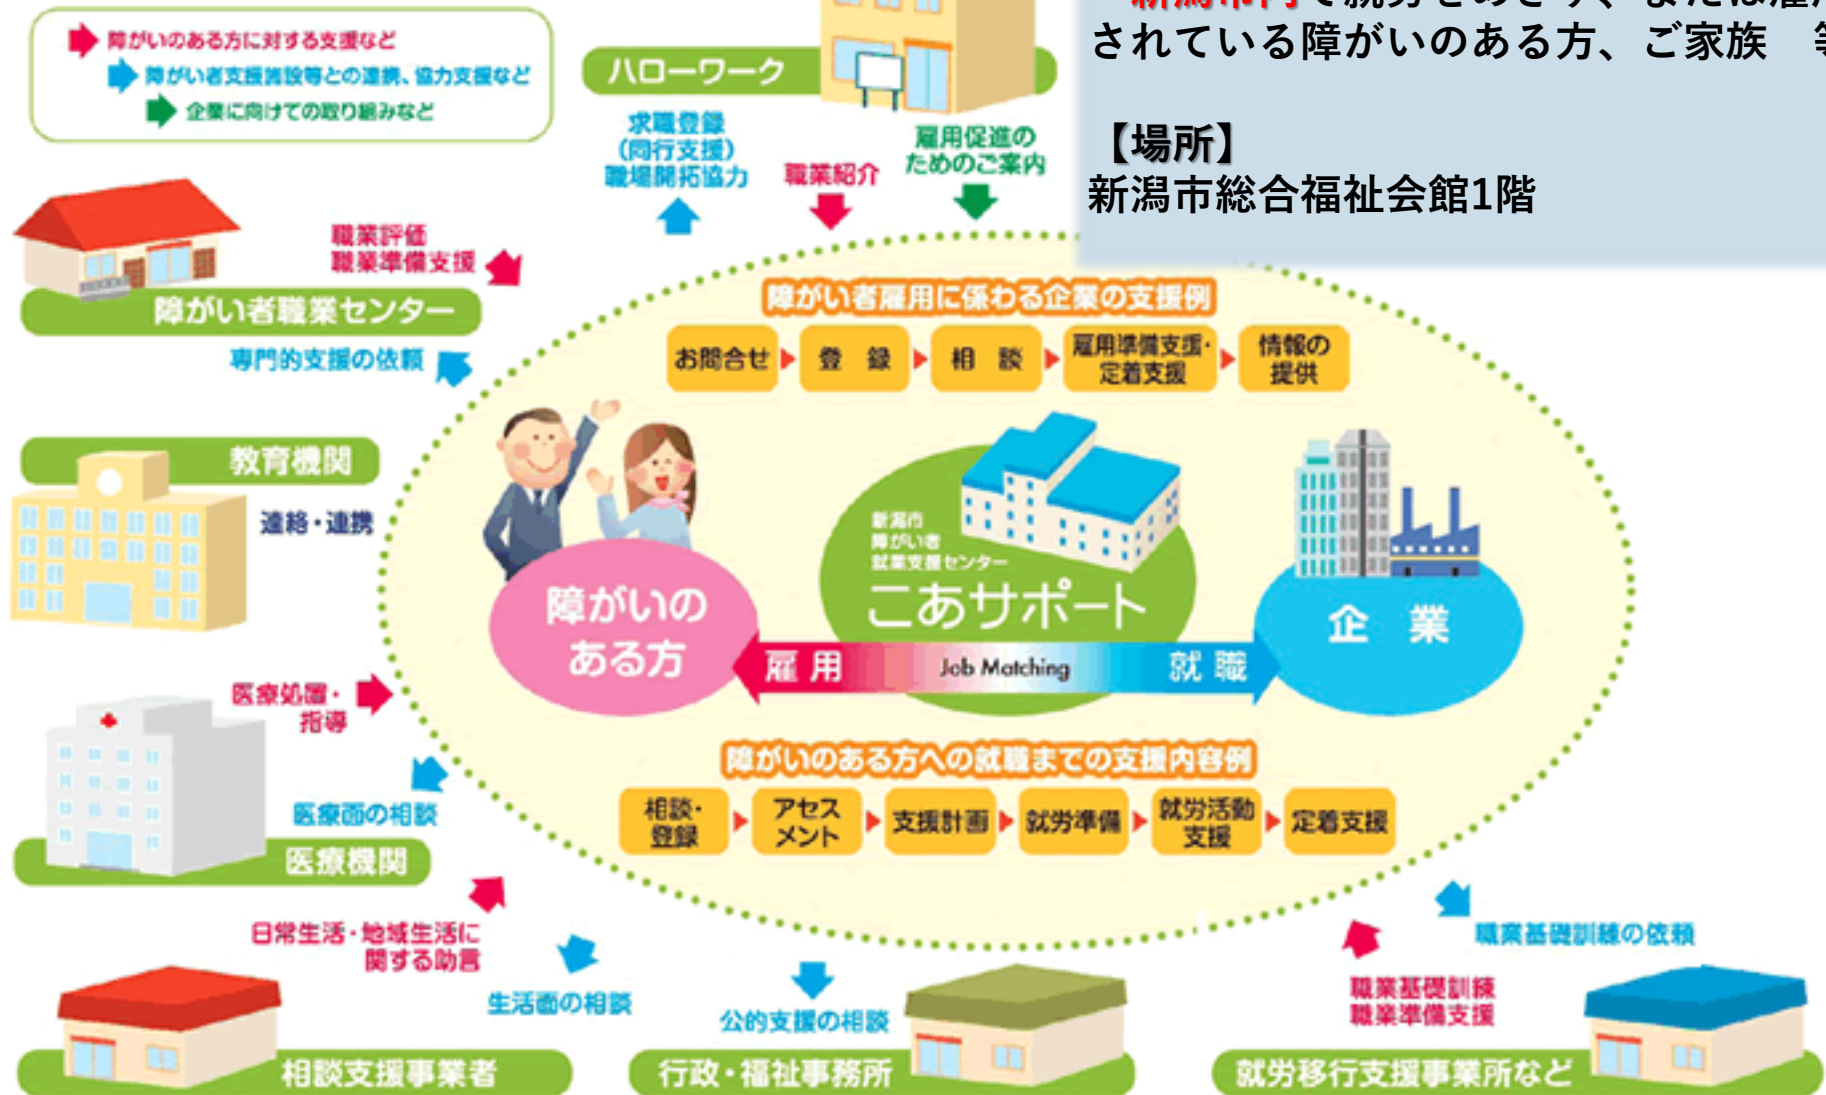 障がいのある方に対する支援など
障がい者支援施設等との連携、協力支援など
企業に向けての取り組みなど
ハローワーク
新潟市内で就労をめざす、または雇用
されている障がいのある方、ご家族 等
【場所】
新潟市総合福祉会館1階
求職登録
(同行支援)
職場開拓協力
職業紹介
雇用促進の
ためのご案内
職業評価
職業準備支援
障がい者職業センター
専門的支援の依頼
教育機関
連絡・連携
障がい者雇用に係わる企業の支援例
お問合せ
登 録
相 談
雇用準備支援・
定着支援
情報の
提供
新潟市
障がい者
就業支援センター
こあサポート
障がいの
ある方
企 業
雇用
Job Matching
就職
障がいのある方への就職までの支援内容例
相談・
登録
アセス
メント
支援計画
就労準備
就労活動
支援
定着支援
医療処置・
指導
医療面の相談
医療機関
日常生活・地域生活に
関する助言
生活面の相談
相談支援事業者
公的支援の相談
行政・福祉事務所
職業基礎訓練の依頼
職業基礎訓練
職業準備支援
就労移行支援事業所など